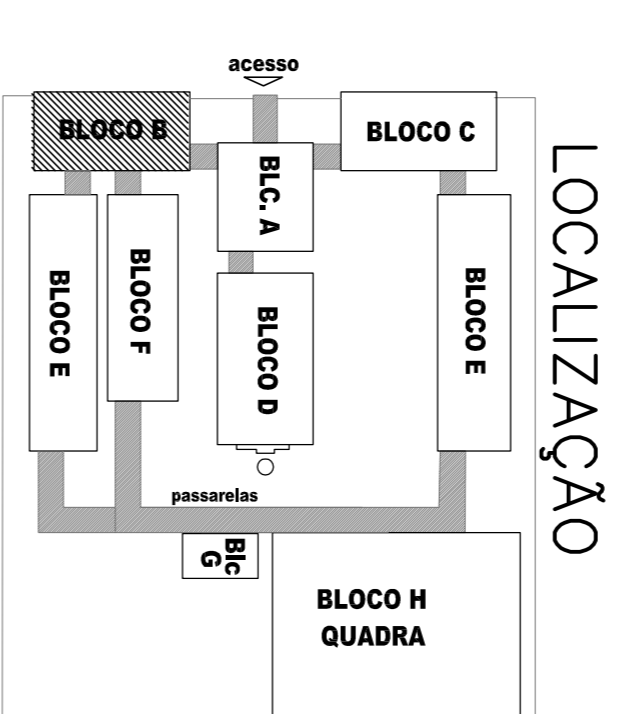 acesso
BLOCO B
BLC. A
BLOCO C
BLOCO E
BLOCO F
BLOCO D
BLOCO E
LOCALIZAÇÃO
passarelas
Blc
G
BLOCO H
QUADRA